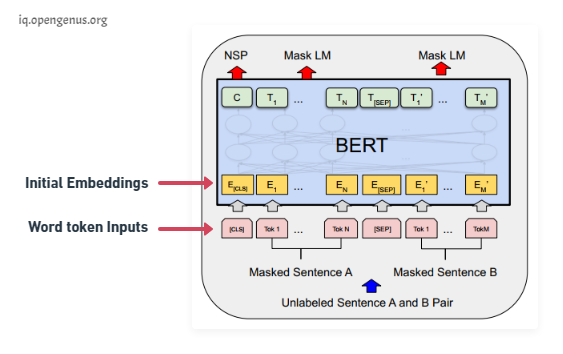 iq.opengenus.org
NSP Mask LM Mask LM
C T1 ... TN T[SEP] T1' ... TM'
BERT
Initial Embeddings E[CLS] E1 ... EN E[SEP] E1' ... EM'
Word token Inputs [CLS] Tok 1 ... Tok N [SEP] Tok 1 ... TokM
Masked Sentence A Masked Sentence B
Unlabeled Sentence A and B Pair